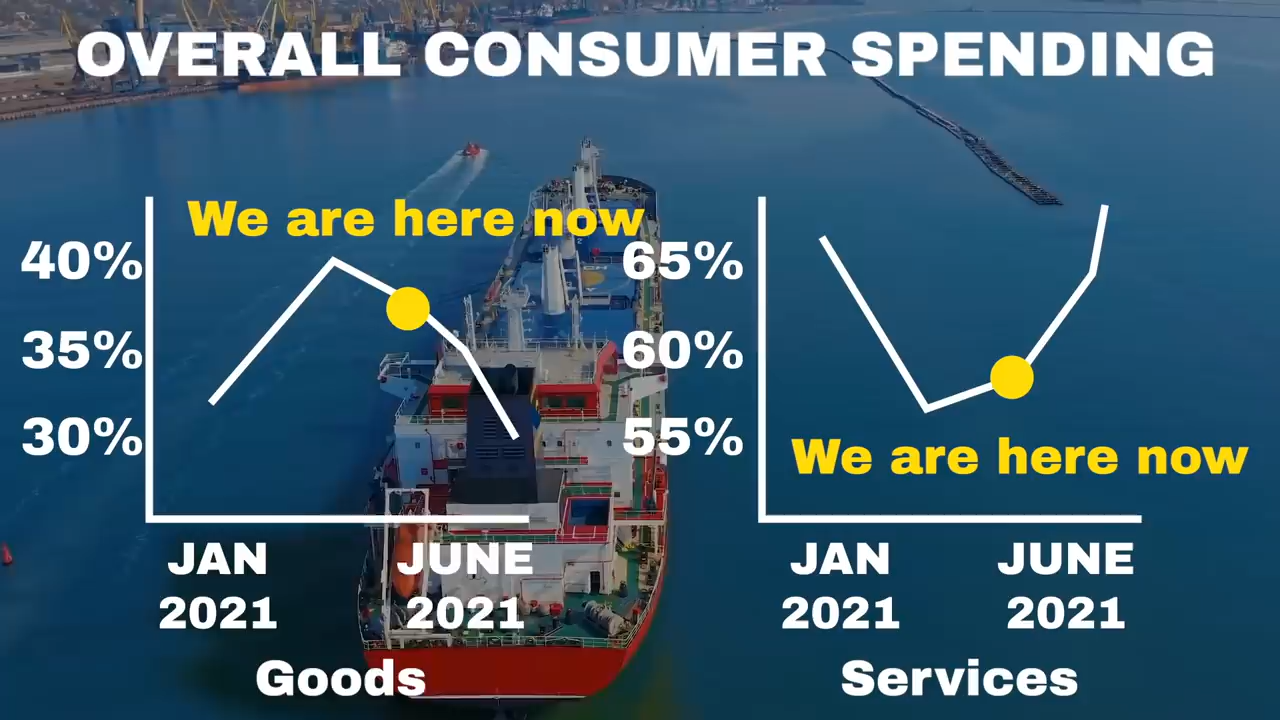 OVERALL CONSUMER SPENDING
We are here now
40%
35%
30%
JAN
2021
JUNE
2021
Goods
65%
60%
55%
We are here now
JAN
2021
JUNE
2021
Services